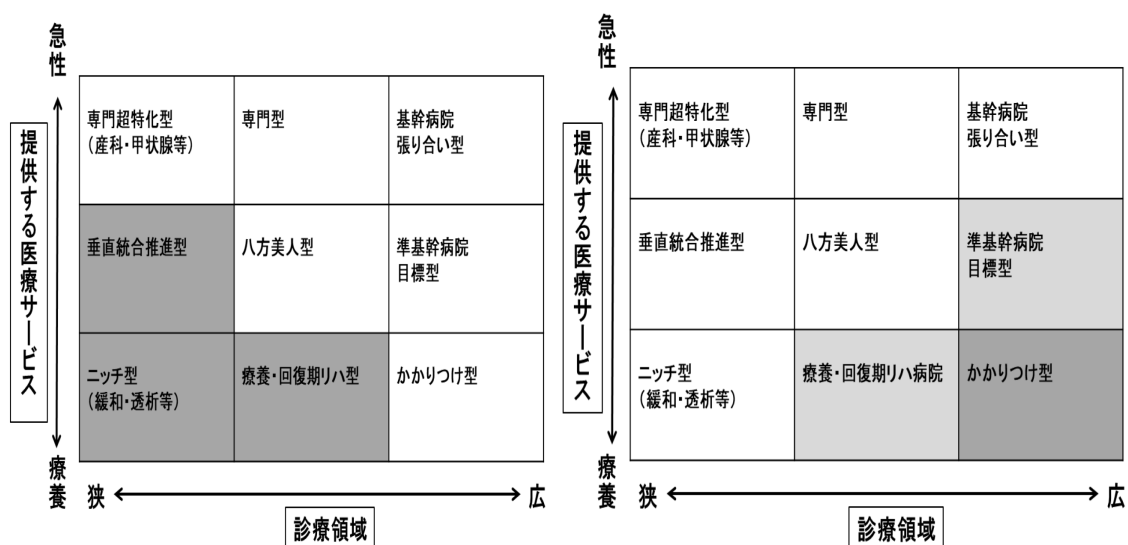 急性
提供する医療サービス
療養
専門超特化型
(産科・甲状腺等)
専門型
基幹病院
張り合い型
垂直統合推進型
八方美人型
準基幹病院
目標型
ニッチ型
(緩和・透析等)
療養・回復期リハ型
かかりつけ型
狭
広
診療領域
急性
提供する医療サービス
療養
専門超特化型
(産科・甲状腺等)
専門型
基幹病院
張り合い型
垂直統合推進型
八方美人型
準基幹病院
目標型
ニッチ型
(緩和・透析等)
療養・回復期リハ病院
かかりつけ型
狭
広
診療領域